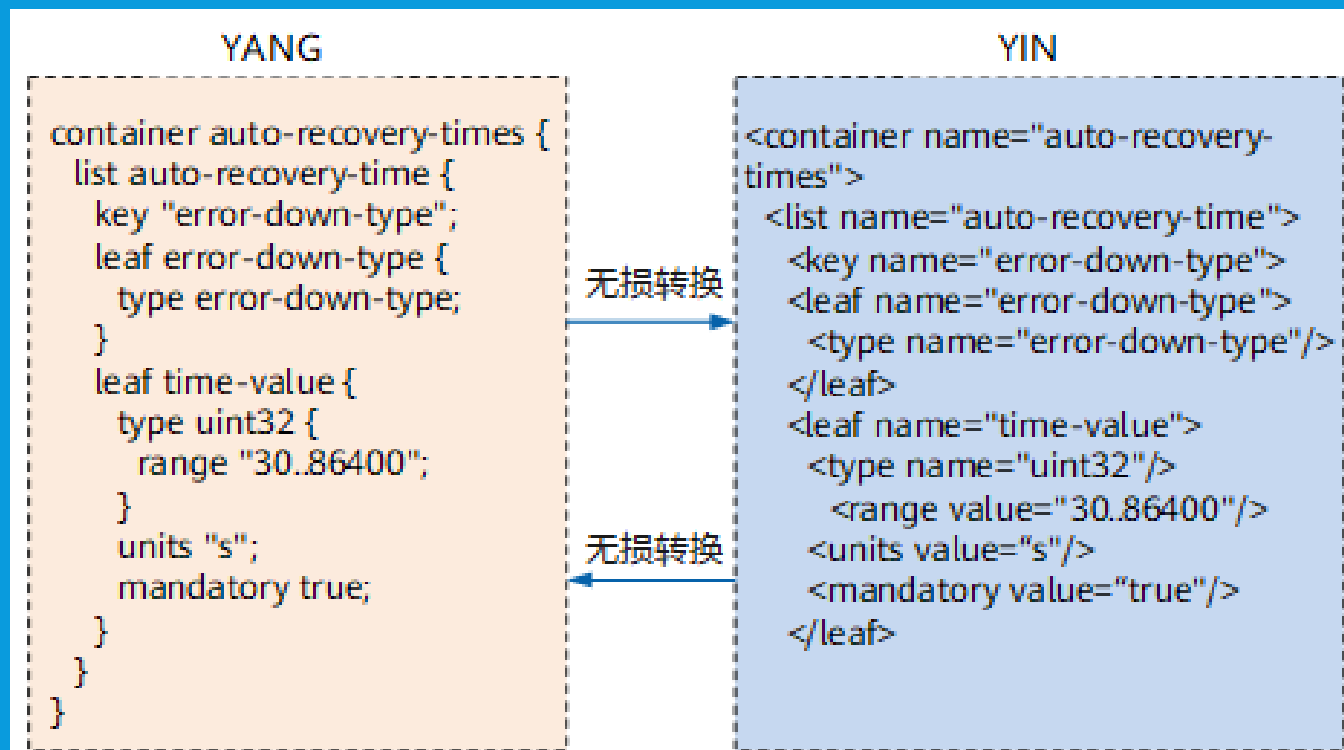 YANG
container auto-recovery-times {
list auto-recovery-time {
key "error-down-type";
leaf error-down-type {
type error-down-type;
}
leaf time-value {
type uint32 {
range "30..86400";
}
units "s";
mandatory true;
}
}
}
无损转换
无损转换
YIN
<container name="auto-recovery-
times">
<list name="auto-recovery-time">
<key name="error-down-type">
<leaf name="error-down-type">
<type name="error-down-type"/>
</leaf>
<leaf name="time-value">
<type name="uint32"/>
<range value="30..86400"/>
<units value=“s"/>
<mandatory value=“true"/>
</leaf>